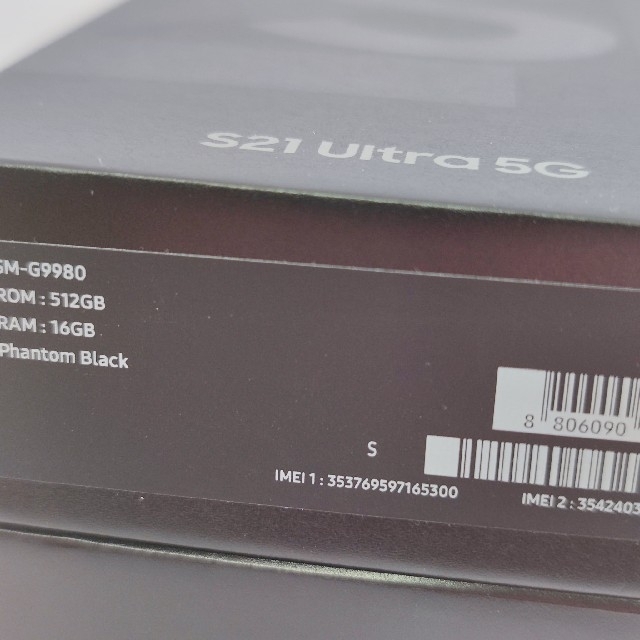 S21 Ultra 5G
SM-G9980
ROM : 512GB
RAM : 16GB
Phantom Black
8 806090
S
IMEI 1 : 353769597165300
IMEI 2 : 3542403